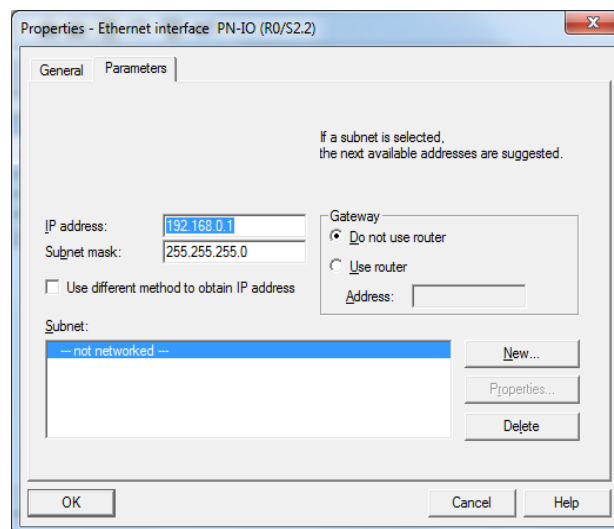 Properties - Ethernet interface PN-IO (R0/S2.2)
General
Parameters
If a subnet is selected,
the next available addresses are suggested.
IP address:
192.168.0.1
Subnet mask:
255.255.255.0
Use different method to obtain IP address
Gateway
Do not use router
Use router
Address:
Subnet:
--- not networked ---
New...
Properties...
Delete
OK
Cancel
Help